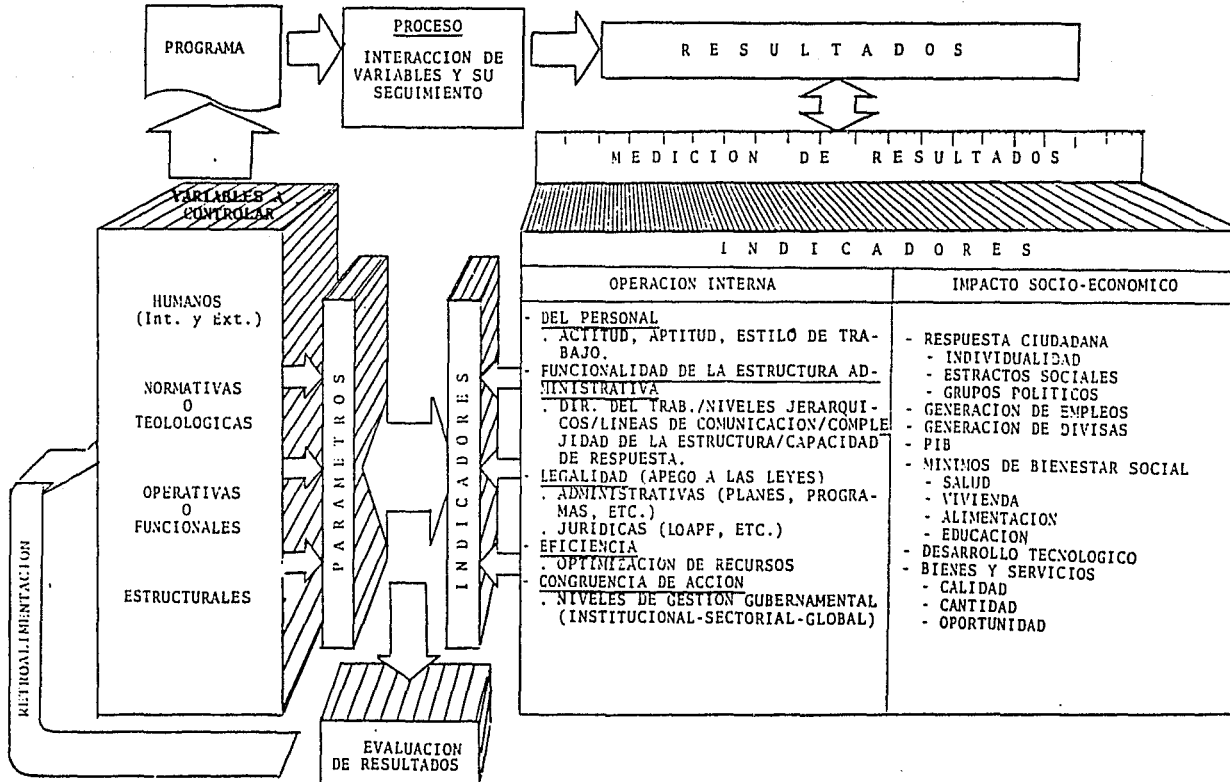 PROGRAMA
PROCESO
INTERACCION DE
VARIABLES Y SU
SEGUIMIENTO
R E S U L T A D O S
M E D I C I O N   D E   R E S U L T A D O S
VARIABLES A
CONTROLAR
HUMANOS
(Int. y Ext.)
NORMATIVAS
O
TEOLOLOGICAS
OPERATIVAS
O
FUNCIONALES
ESTRUCTURALES
RETROALIMENTACION
P A R A M E T R O S
I N D I C A D O R E S
EVALUACION
DE RESULTADOS
I N D I C A D O R E S
OPERACION INTERNA
- DEL PERSONAL
. ACTITUD, APTITUD, ESTILO DE TRA-
BAJO.
- FUNCIONALIDAD DE LA ESTRUCTURA AD-
MINISTRATIVA
. DIR. DEL TRAB./NIVELES JERARQUI-
COS/LINEAS DE COMUNICACION/COMPLE
JIDAD DE LA ESTRUCTURA/CAPACIDAD
DE RESPUESTA.
- LEGALIDAD (APEGO A LAS LEYES)
. ADMINISTRATIVAS (PLANES, PROGRA-
MAS, ETC.)
. JURIDICAS (LOAPF, ETC.)
- EFICIENCIA
. OPTIMIZACION DE RECURSOS
- CONGRUENCIA DE ACCION
. NIVELES DE GESTION GUBERNAMENTAL
(INSTITUCIONAL-SECTORIAL-GLOBAL)
IMPACTO SOCIO-ECONOMICO
- RESPUESTA CIUDADANA
- INDIVIDUALIDAD
- ESTRACTOS SOCIALES
- GRUPOS POLITICOS
- GENERACION DE EMPLEOS
- GENERACION DE DIVISAS
- PIB
- MINIMOS DE BIENESTAR SOCIAL
- SALUD
- VIVIENDA
- ALIMENTACION
- EDUCACION
- DESARROLLO TECNOLOGICO
- BIENES Y SERVICIOS
- CALIDAD
- CANTIDAD
- OPORTUNIDAD